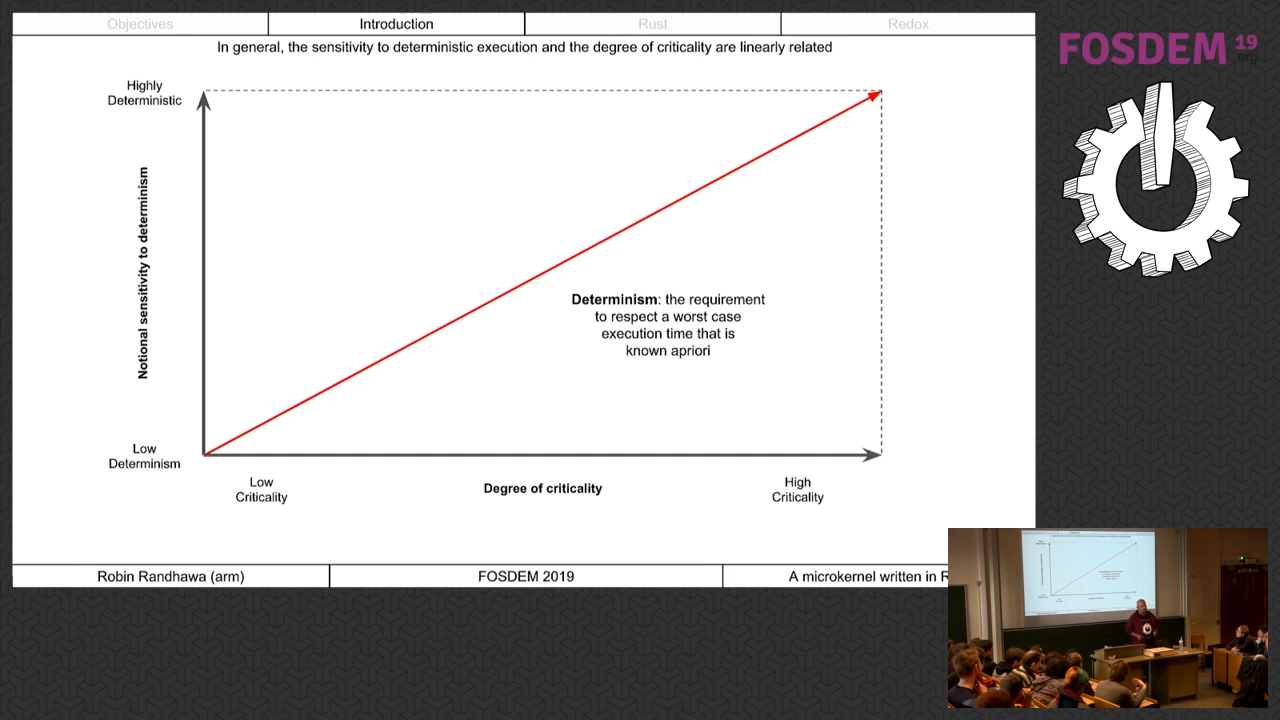 Objectives
Introduction
Rust
Redox
In general, the sensitivity to deterministic execution and the degree of criticality are linearly related
FOSDEM 19
.org
Highly
Deterministic
Notional sensitivity to determinism
Determinism: the requirement
to respect a worst case
execution time that is
known apriori
Low
Determinism
Low
Criticality
Degree of criticality
High
Criticality
Robin Randhawa (arm)
FOSDEM 2019
A microkernel written in R